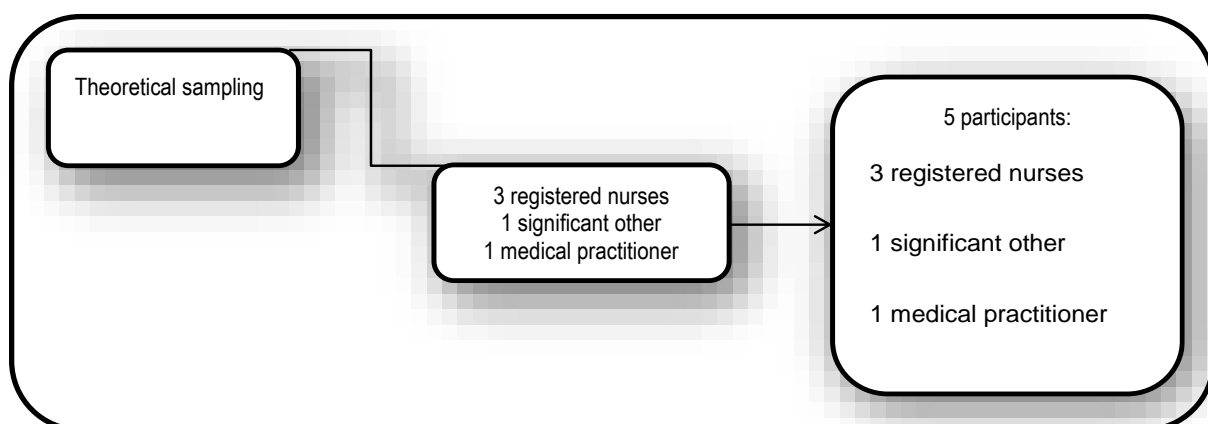 Theoretical sampling
3 registered nurses
1 significant other
1 medical practitioner
5 participants:
3 registered nurses
1 significant other
1 medical practitioner